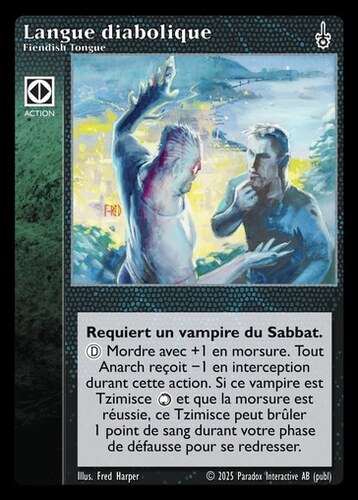 Langue diabolique
Fiendish Tongue
ACTION
FRED
Requiert un vampire du Sabbat.
D Mordre avec +1 en morsure. Tout
Anarch reçoit −1 en interception
durant cette action. Si ce vampire est
Tzimisce et que la morsure est
réussie, ce Tzimisce peut brûler
1 point de sang durant votre phase
de défausse pour se redresser.
Illus. Fred Harper © 2025 Paradox Interactive AB (publ)